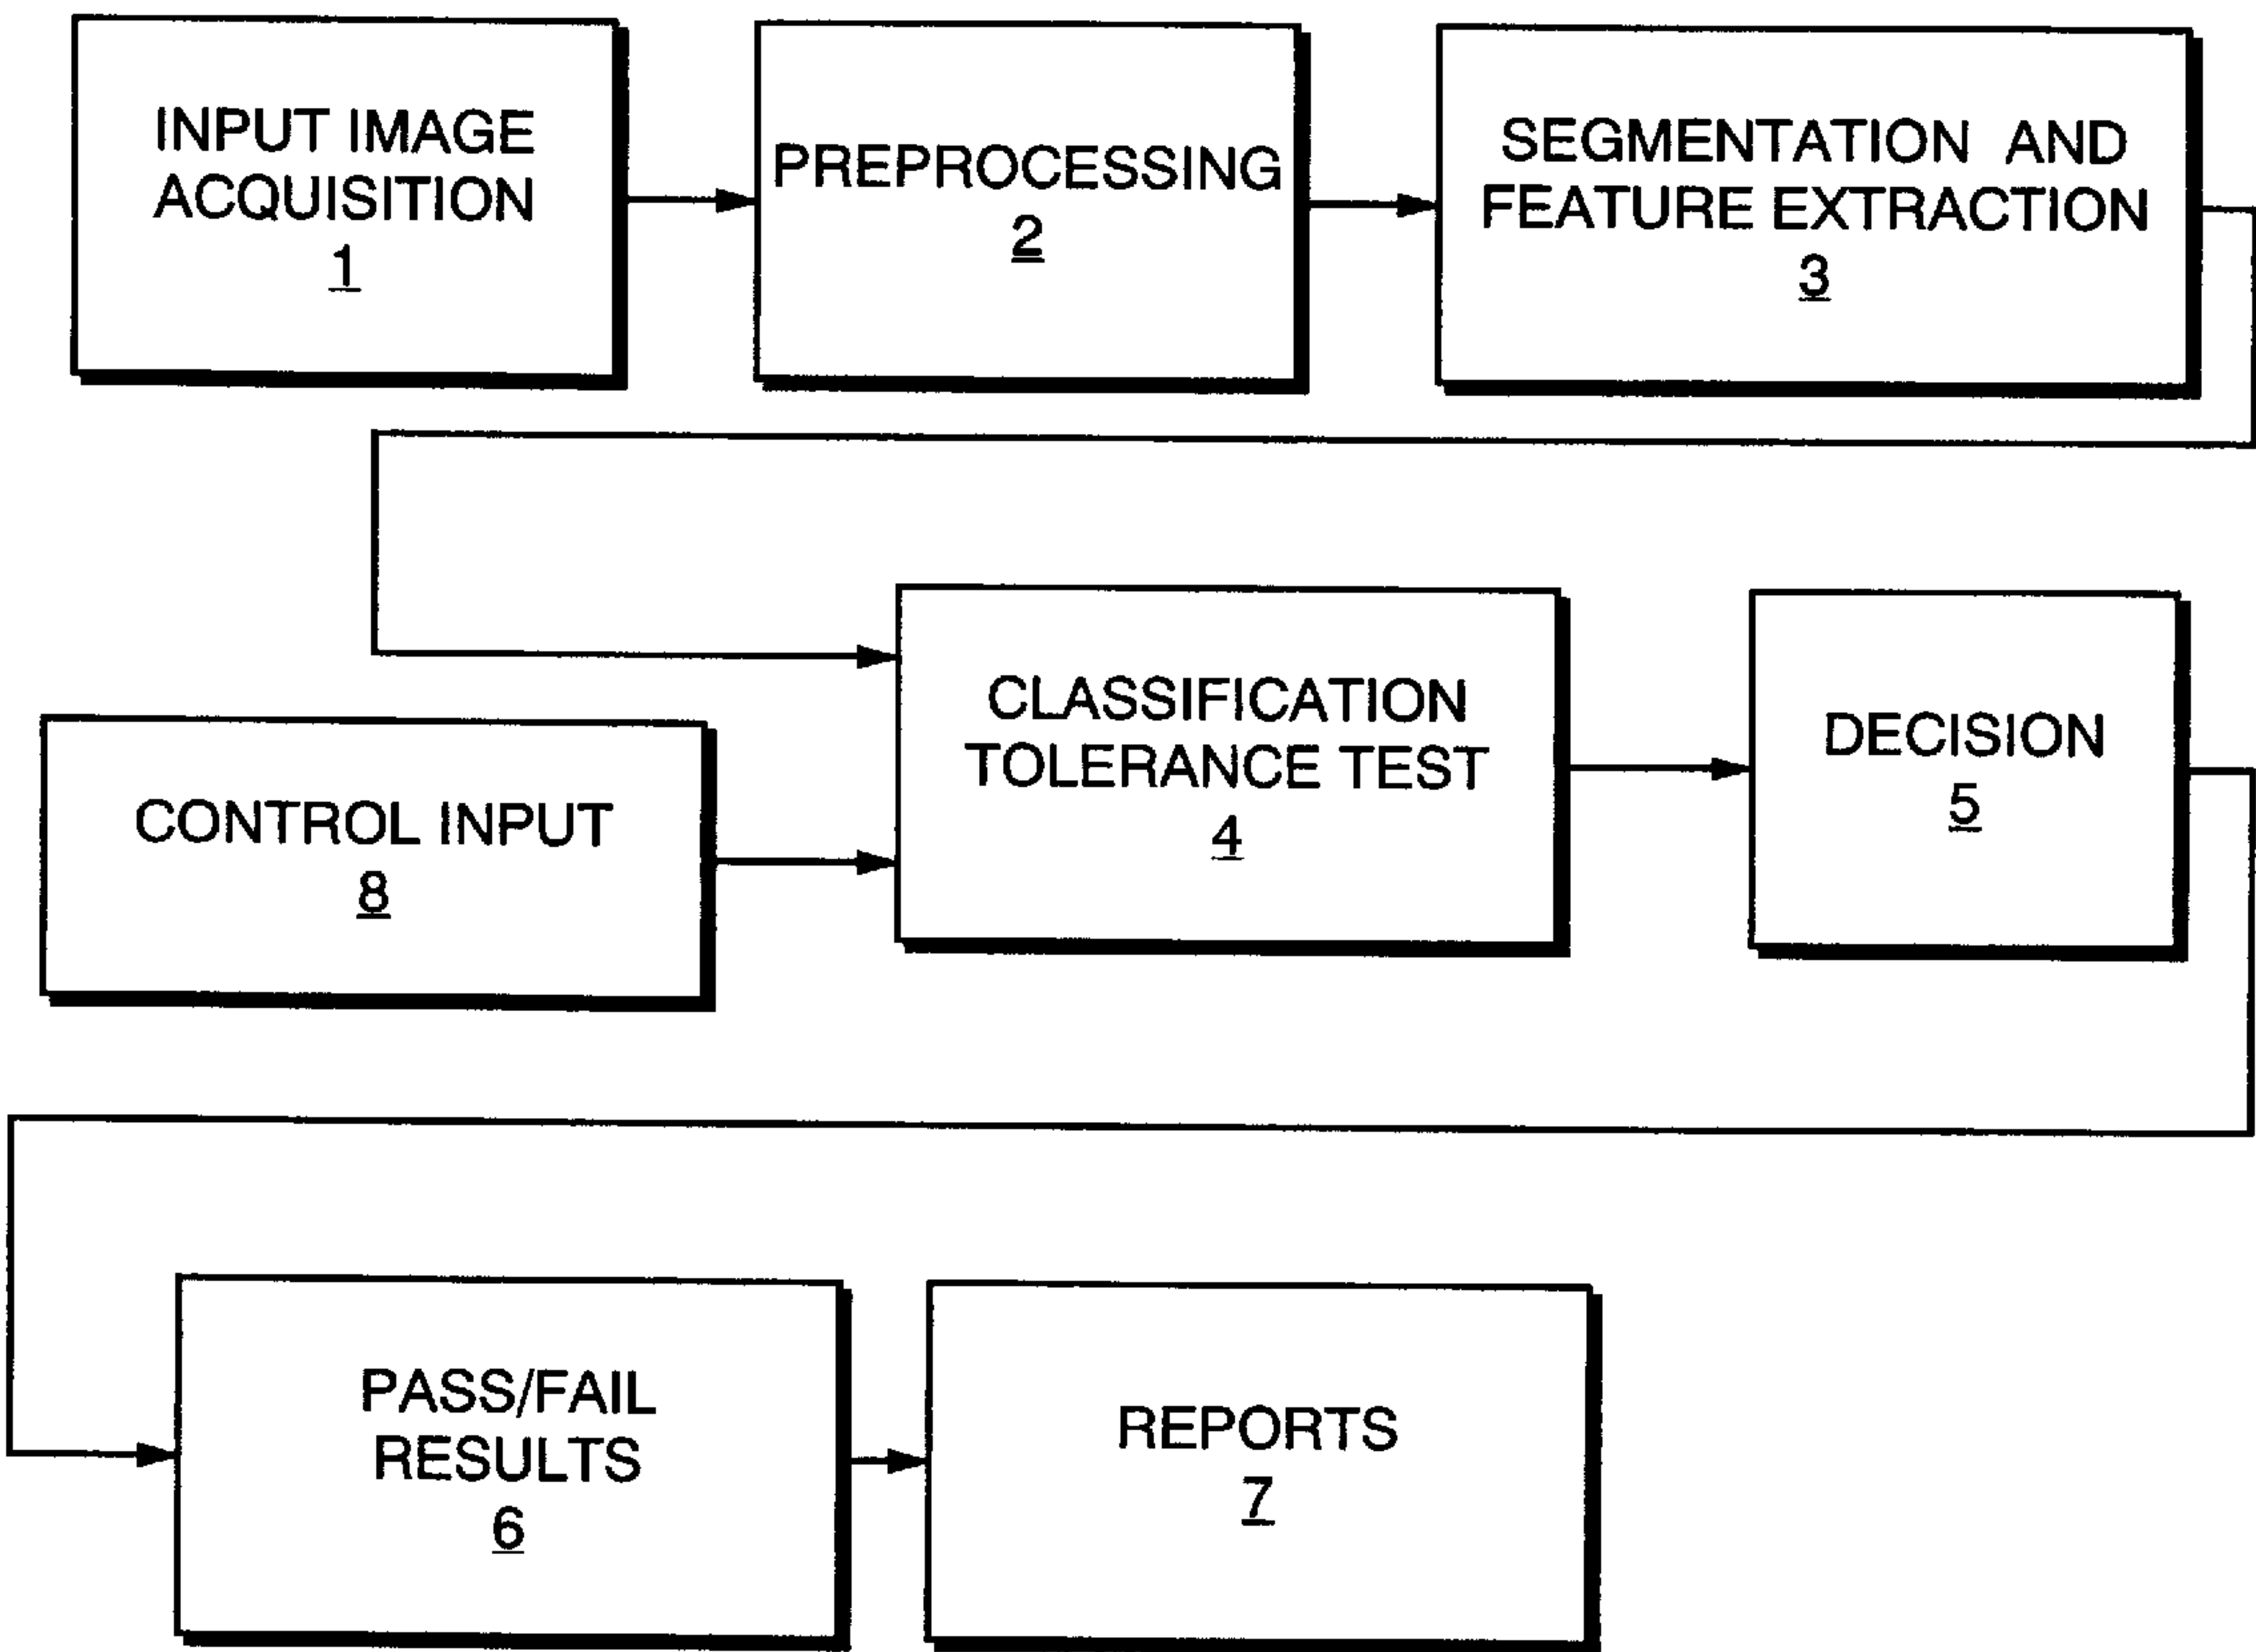 INPUT IMAGE
ACQUISITION
1
PREPROCESSING
2
SEGMENTATION AND
FEATURE EXTRACTION
3
CONTROL INPUT
8
CLASSIFICATION
TOLERANCE TEST
4
DECISION
5
PASS/FAIL
RESULTS
6
REPORTS
7